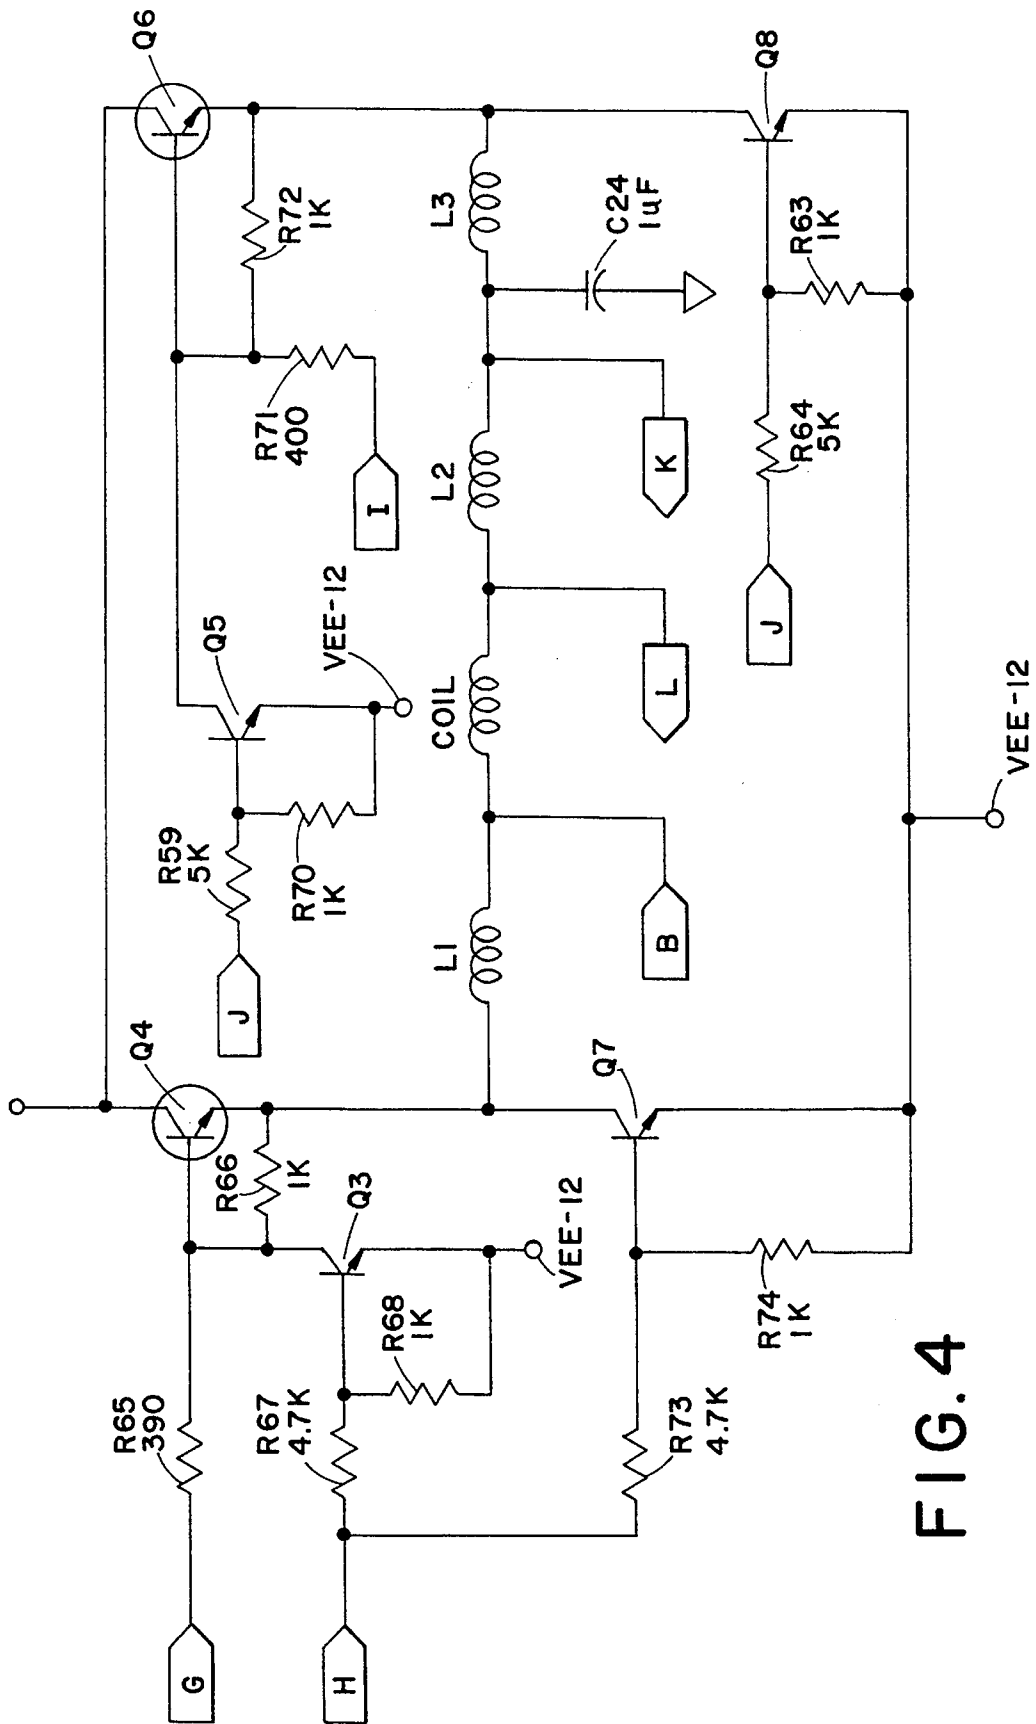 Q6
Q8
R72
1K
L3
C24
1uF
R63
1K
R71
400
I
L2
K
R64
5K
J
Q5
VEE-12
COIL
L
R59
5K
R70
1K
J
L1
B
VEE-12
Q4
Q7
R66
1K
Q3
VEE-12
R68
1K
R74
1K
R65
390
R67
4.7K
R73
4.7K
G
H
FIG. 4